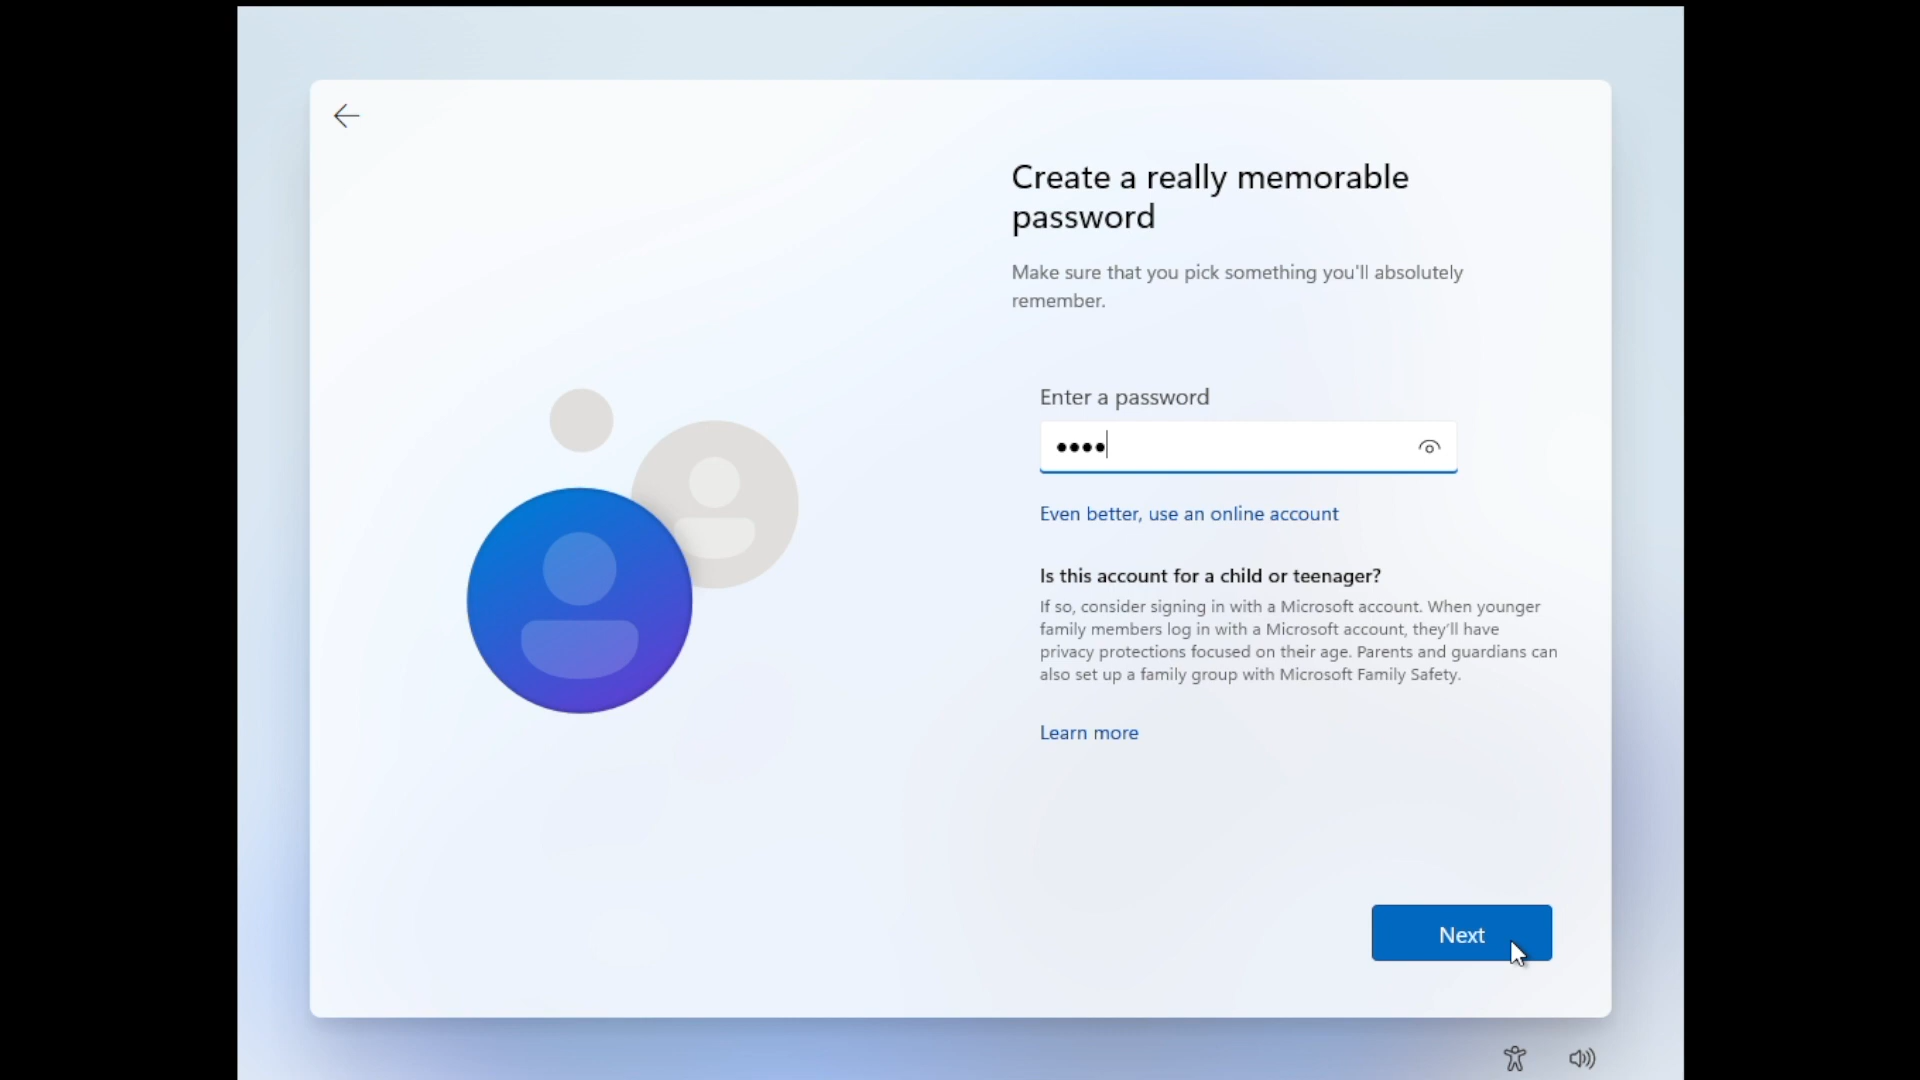 Create a really memorable
password
Make sure that you pick something you'll absolutely
remember.
Enter a password
••••
Even better, use an online account
Is this account for a child or teenager?
If so, consider signing in with a Microsoft account. When younger
family members log in with a Microsoft account, they'll have
privacy protections focused on their age. Parents and guardians can
also set up a family group with Microsoft Family Safety.
Learn more
Next